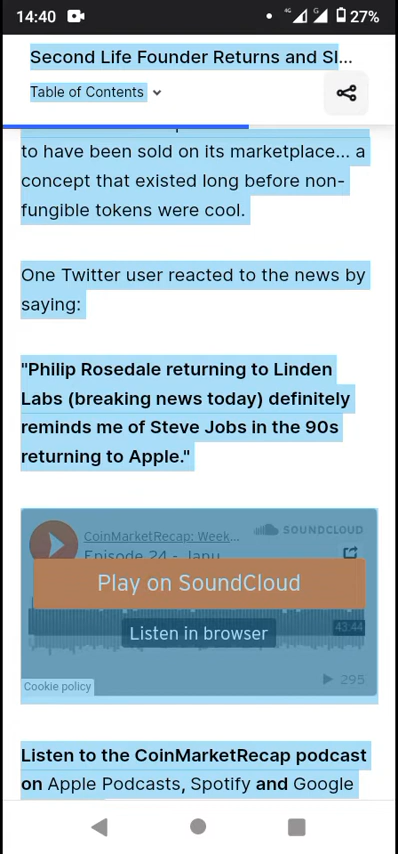 14:40
4G
G
27%
Second Life Founder Returns and Sl...
Table of Contents
to have been sold on its marketplace... a
concept that existed long before non-
fungible tokens were cool.
One Twitter user reacted to the news by
saying:
"Philip Rosedale returning to Linden
Labs (breaking news today) definitely
reminds me of Steve Jobs in the 90s
returning to Apple."
CoinMarketRecap: Week...
SOUNDCLOUD
Episode 24 - Janu
Play on SoundCloud
Listen in browser
43:44
Cookie policy
295
Listen to the CoinMarketRecap podcast
on Apple Podcasts, Spotify and Google